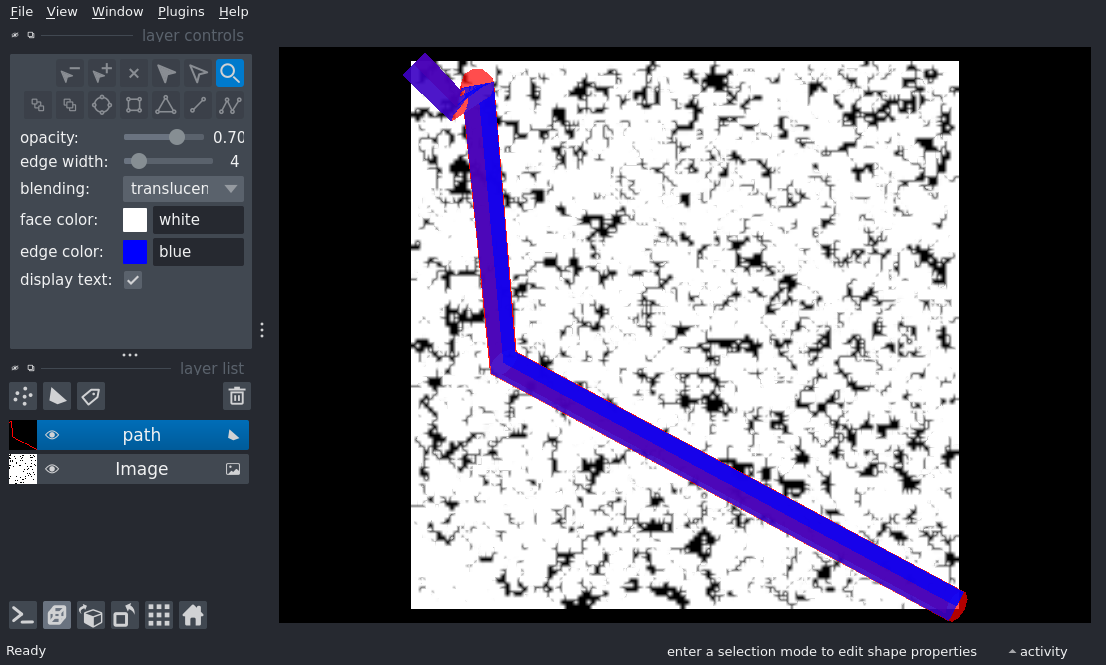 File View Window Plugins Help
layer controls
opacity: 0.70
edge width: 4
blending: translucen
face color: white
edge color: blue
display text:
layer list
path
Image
Ready
enter a selection mode to edit shape properties
activity